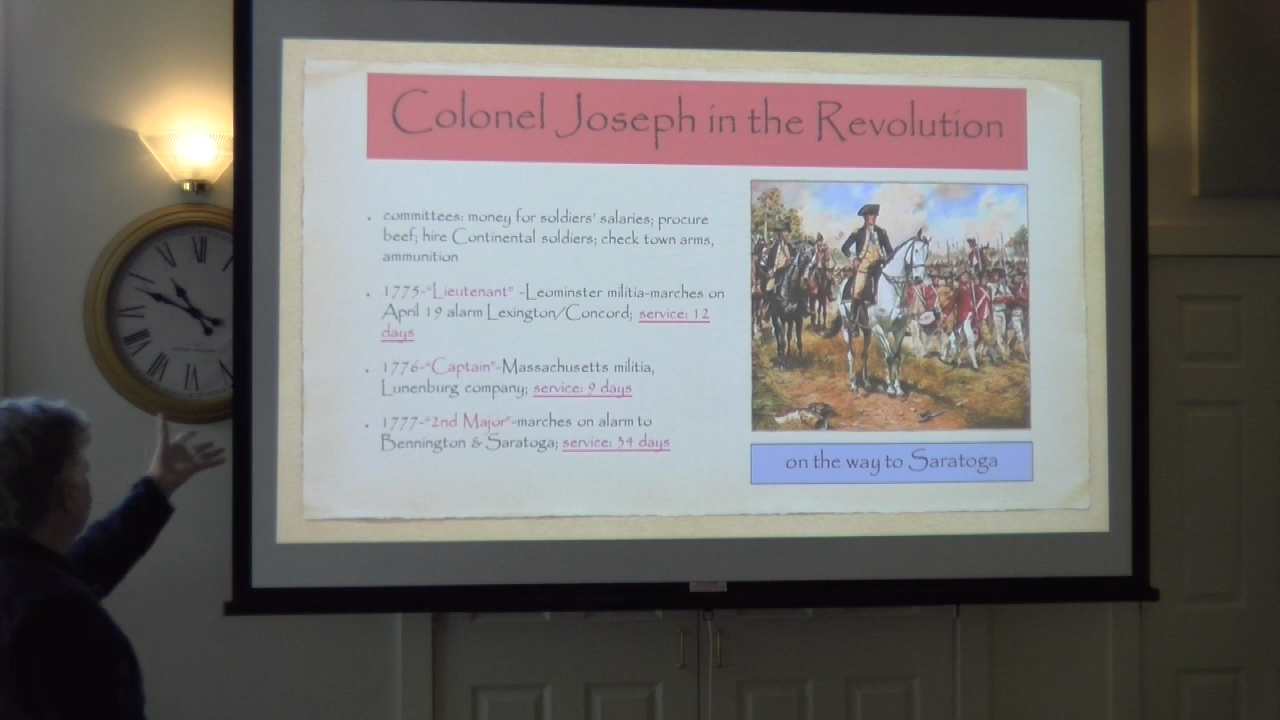 Colonel Joseph in the Revolution
• committees: money for soldiers' salaries; procure
beef; hire Continental soldiers; check town arms,
ammunition
• 1775-"Lieutenant" -Leominster militia-marches on
April 19 alarm Lexington/Concord; service: 12
days
• 1776-"Captain"-Massachusetts militia,
Lunenburg company; service: 9 days
• 1777-"2nd Major"-marches on alarm to
Bennington & Saratoga; service: 34 days
on the way to Saratoga
XII